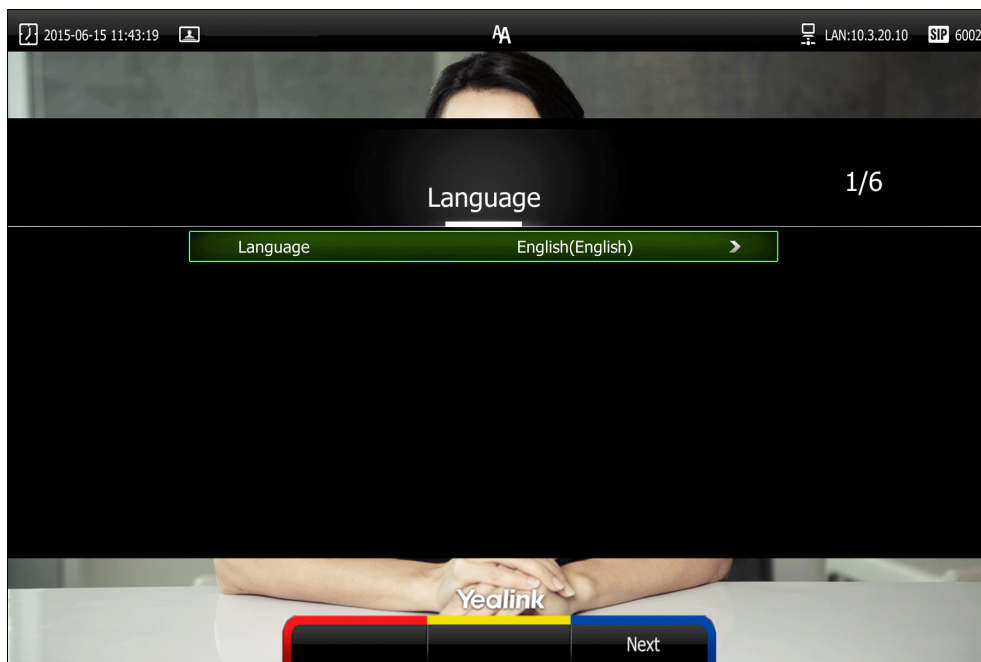 2015-06-15 11:43:19 AA LAN:10.3.20.10 SIP 6002
1/6
Language
Language English(English)
Yealink
Next